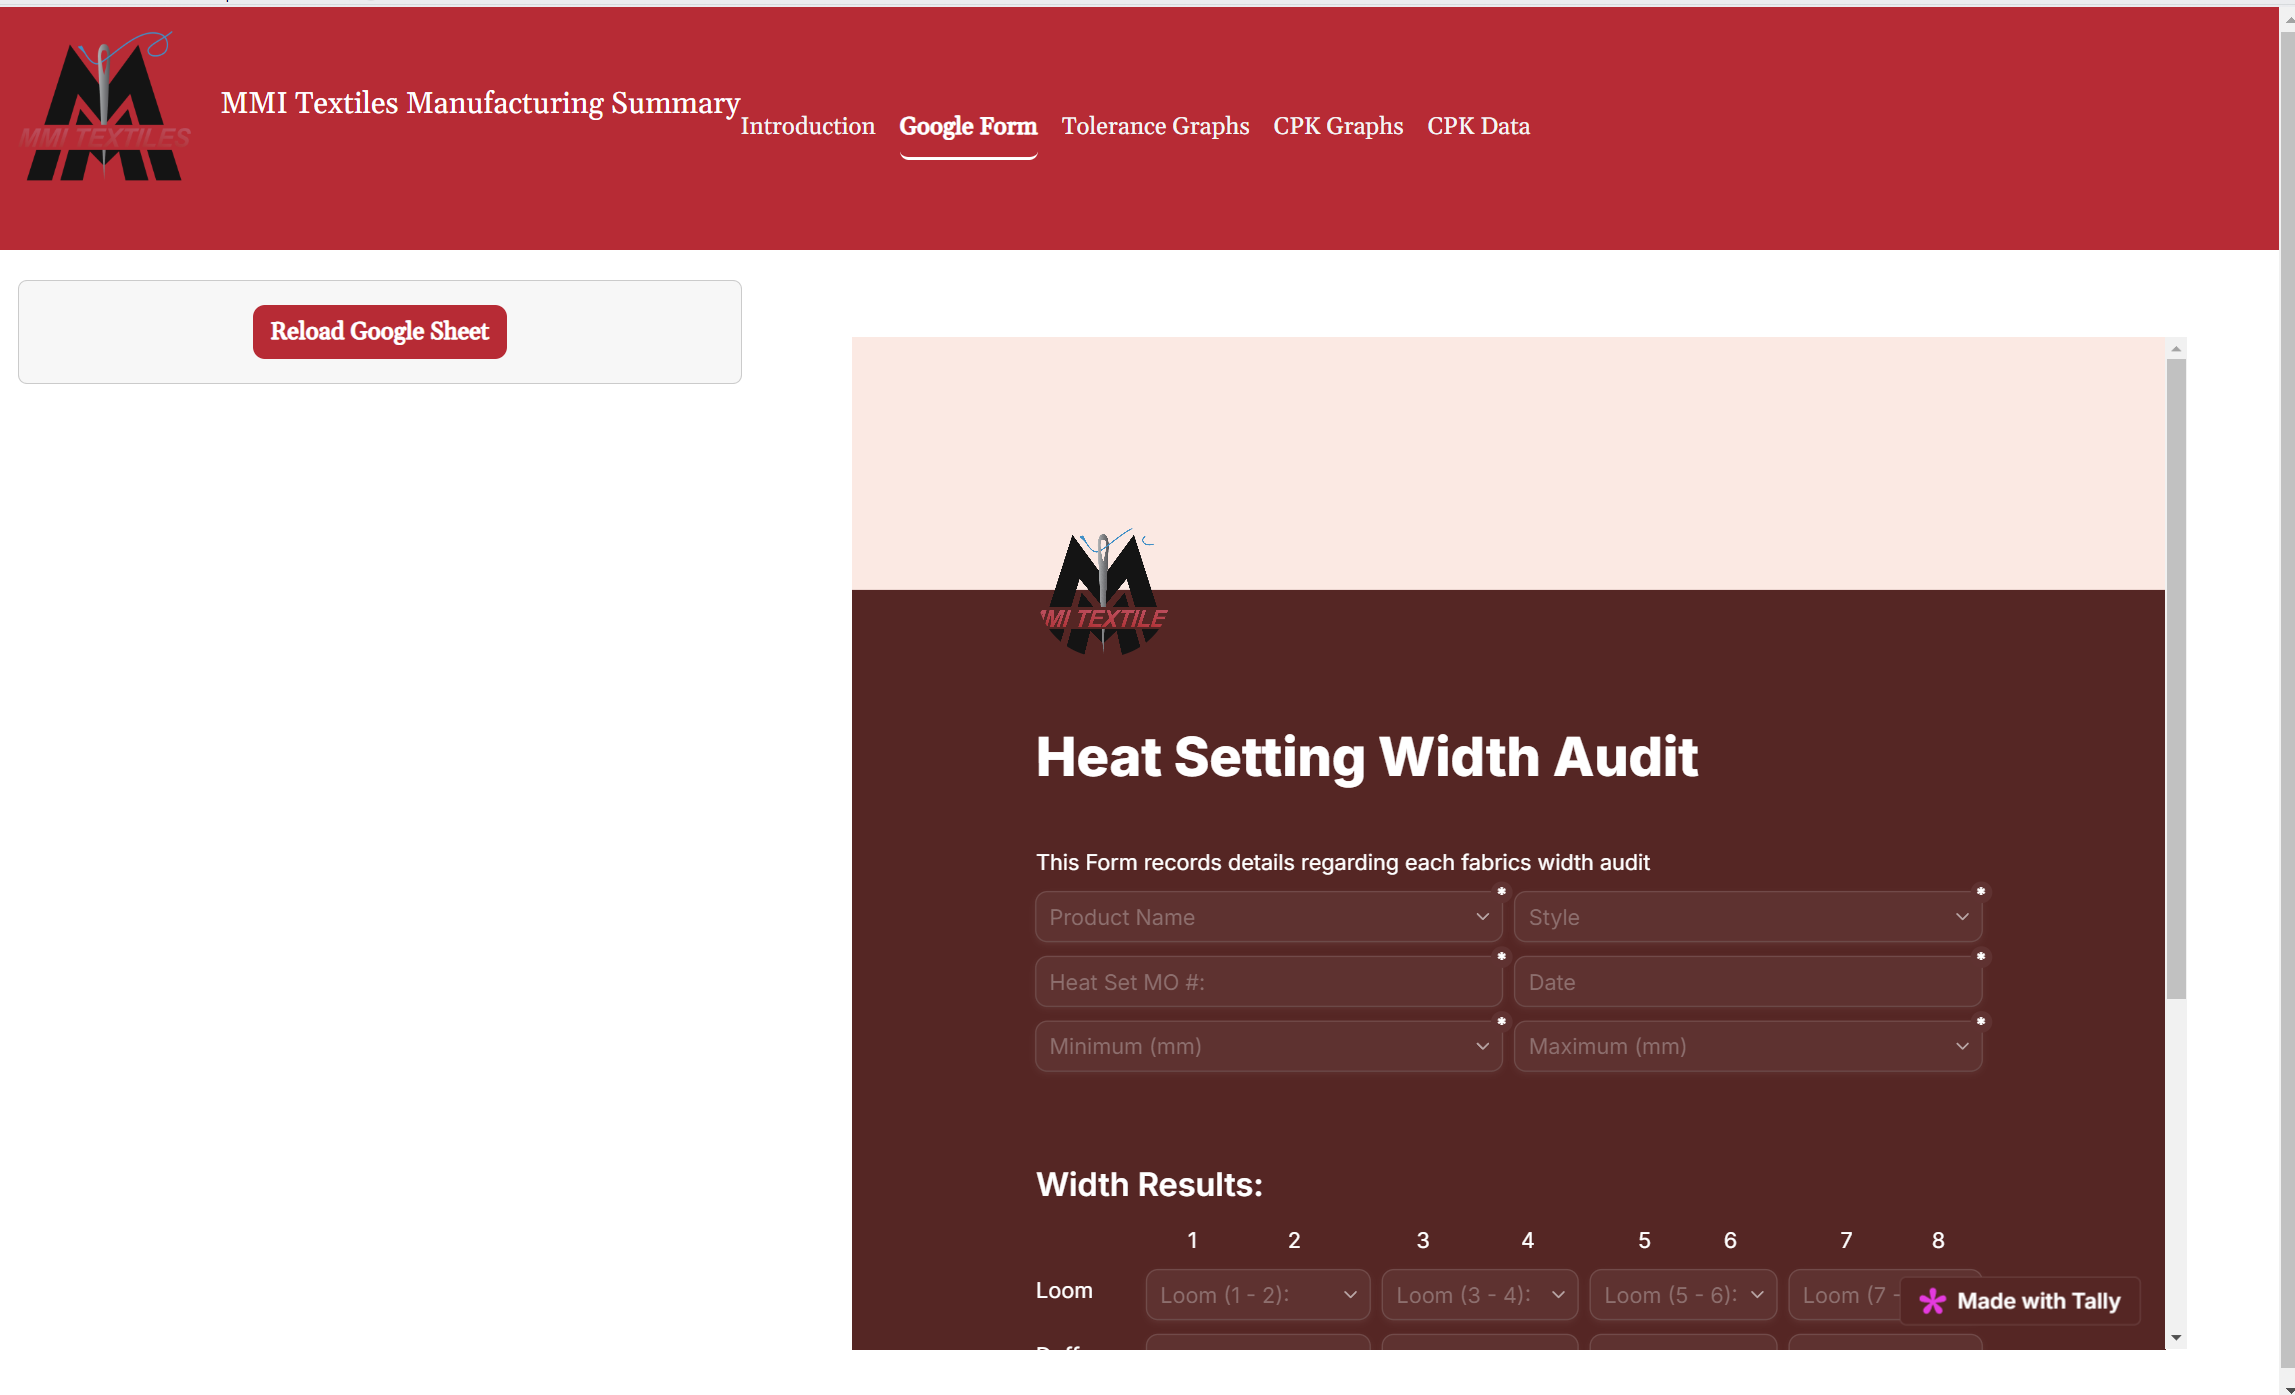 MMI TEXTILES
MMI Textiles Manufacturing Summary
Introduction Google Form Tolerance Graphs CPK Graphs CPK Data
Reload Google Sheet
MMI TEXTILE
Heat Setting Width Audit
This Form records details regarding each fabrics width audit
Product Name * Style *
Heat Set MO #: * Date *
Minimum (mm) * Maximum (mm) *
Width Results:
1 2 3 4 5 6 7 8
Loom Loom (1 - 2): Loom (3 - 4): Loom (5 - 6): Loom (7 -
Made with Tally